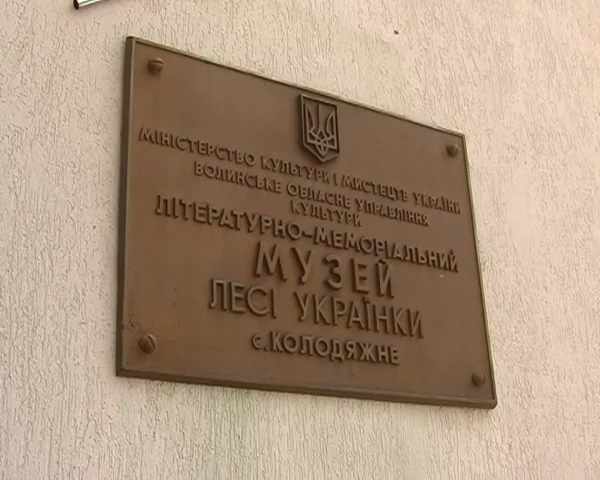 МІНІСТЕРСТВО КУЛЬТУРИ І МИСТЕЦТВ УКРАЇНИ
ВОЛИНСЬКЕ ОБЛАСНЕ УПРАВЛІННЯ
КУЛЬТУРИ
ЛІТЕРАТУРНО-МЕМОРІАЛЬНИЙ
МУЗЕЙ
ЛЕСІ УКРАЇНКИ
с. КОЛОДЯЖНЕ